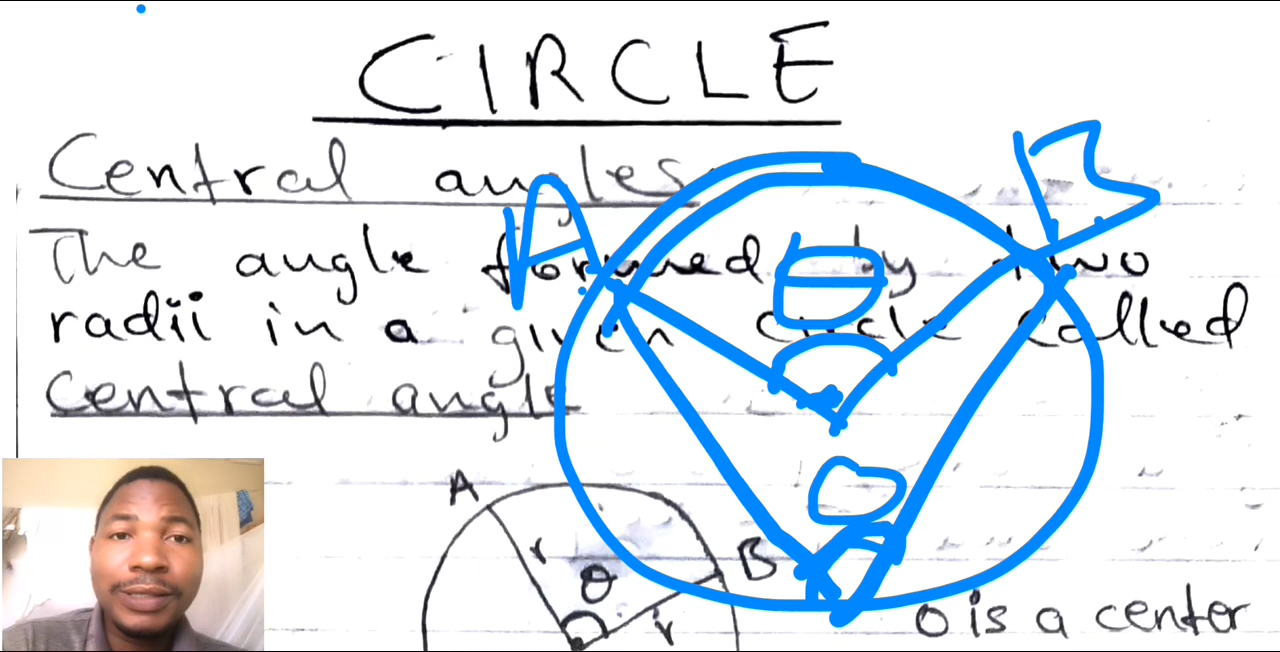 CIRCLE
Central angles
The angle formed by two
radii in a given circle called
central angle
A B
θ
A
r θ B
r
O is a center